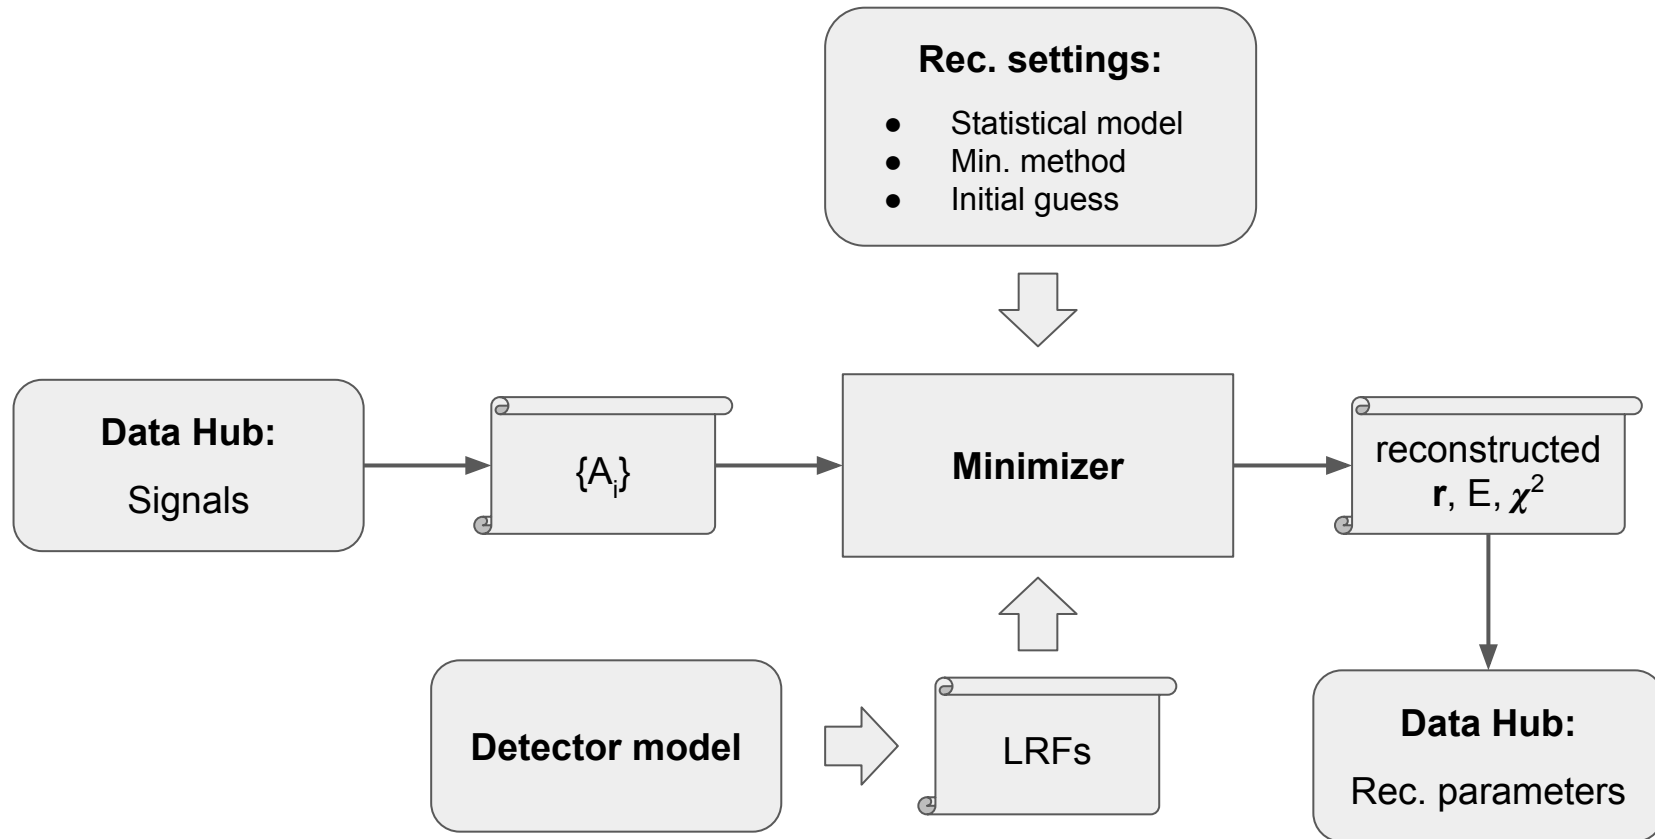 Rec. settings:
● Statistical model
● Min. method
● Initial guess
Data Hub:
Signals
{Aᵢ}
Minimizer
reconstructed
r, E, χ²
Detector model
LRFs
Data Hub:
Rec. parameters